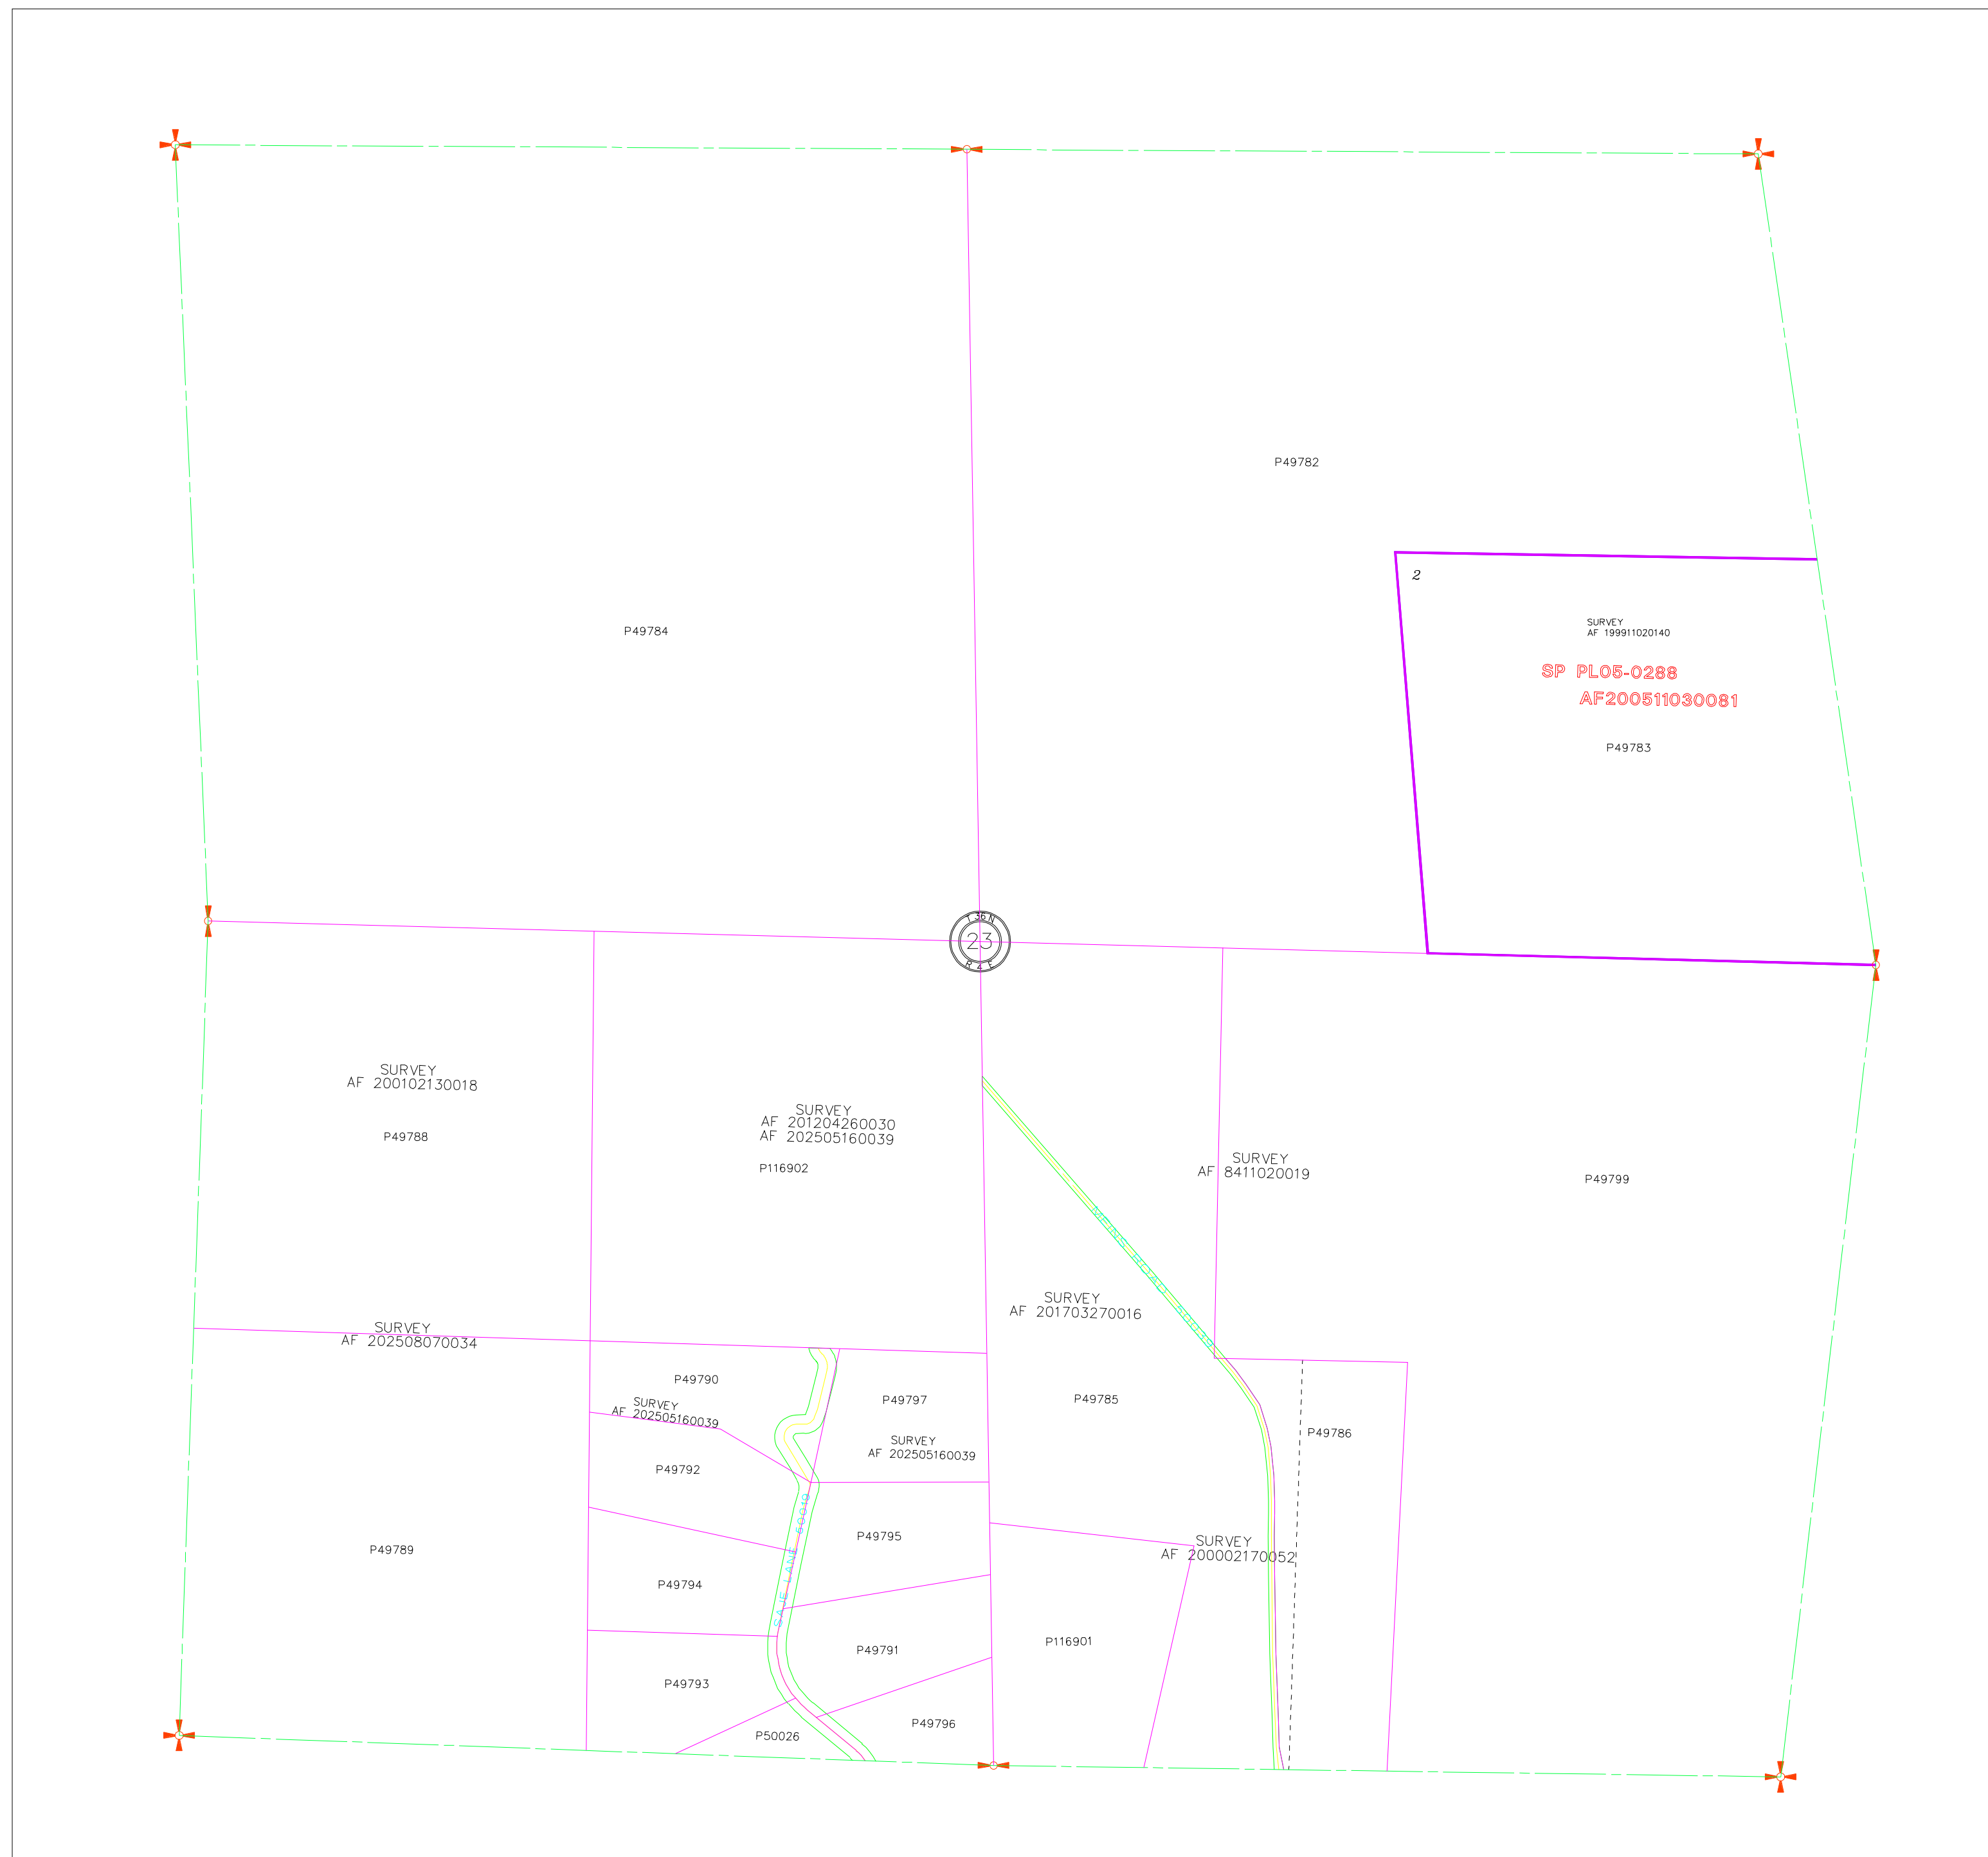 P49782
2
SURVEY
AF 199911020140
P49784
SP PL05-0288
AF200511030081
P49783
T 36 N
23
R 4 E
SURVEY
AF 200102130018
P49788
SURVEY
AF 201204260030
AF 202505160039
P116902
SURVEY
AF 8411020019
P49799
SURVEY
AF 201703270016
SURVEY
AF 202508070034
P49790
SURVEY
AF 202505160039
P49797
SURVEY
AF 202505160039
P49785
P49786
P49792
SURVEY
AF 200002170052
P49795
P49789
P49794
P49791
P116901
P49793
P49796
P50026